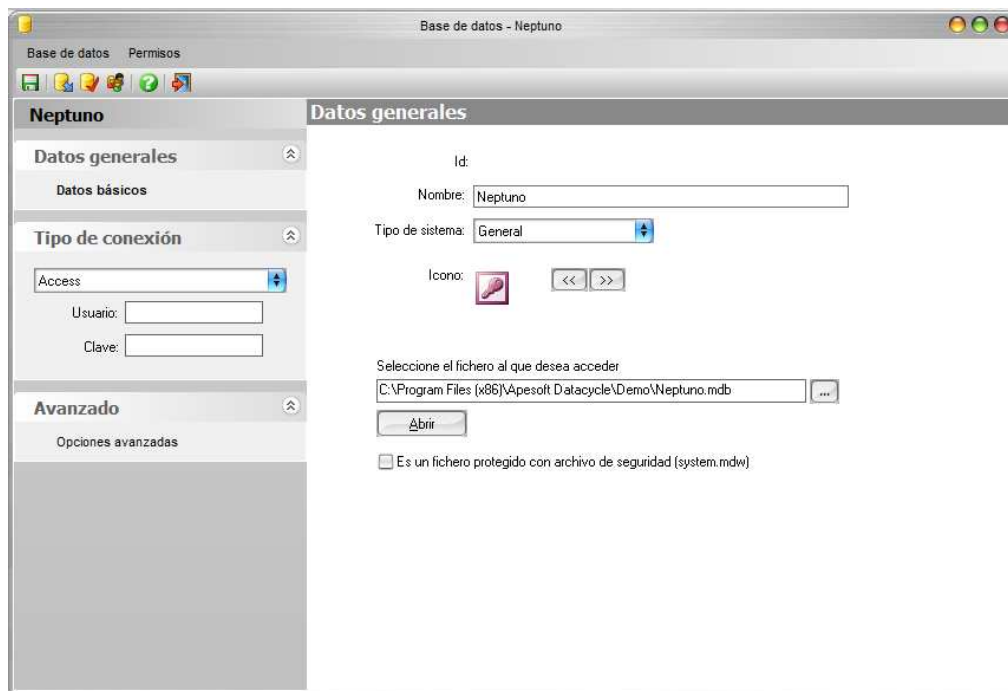 Base de datos - Neptuno
Base de datos Permisos
Neptuno
Datos generales
Datos básicos
Tipo de conexión
Access
Usuario:
Clave:
Avanzado
Opciones avanzadas
Datos generales
Id:
Nombre: Neptuno
Tipo de sistema: General
Icono: << >>
Seleccione el fichero al que desea acceder
C:\Program Files (x86)\Apesoft Datacycle\Demo\Neptuno.mdb ...
Abrir
Es un fichero protegido con archivo de seguridad (system.mdw)